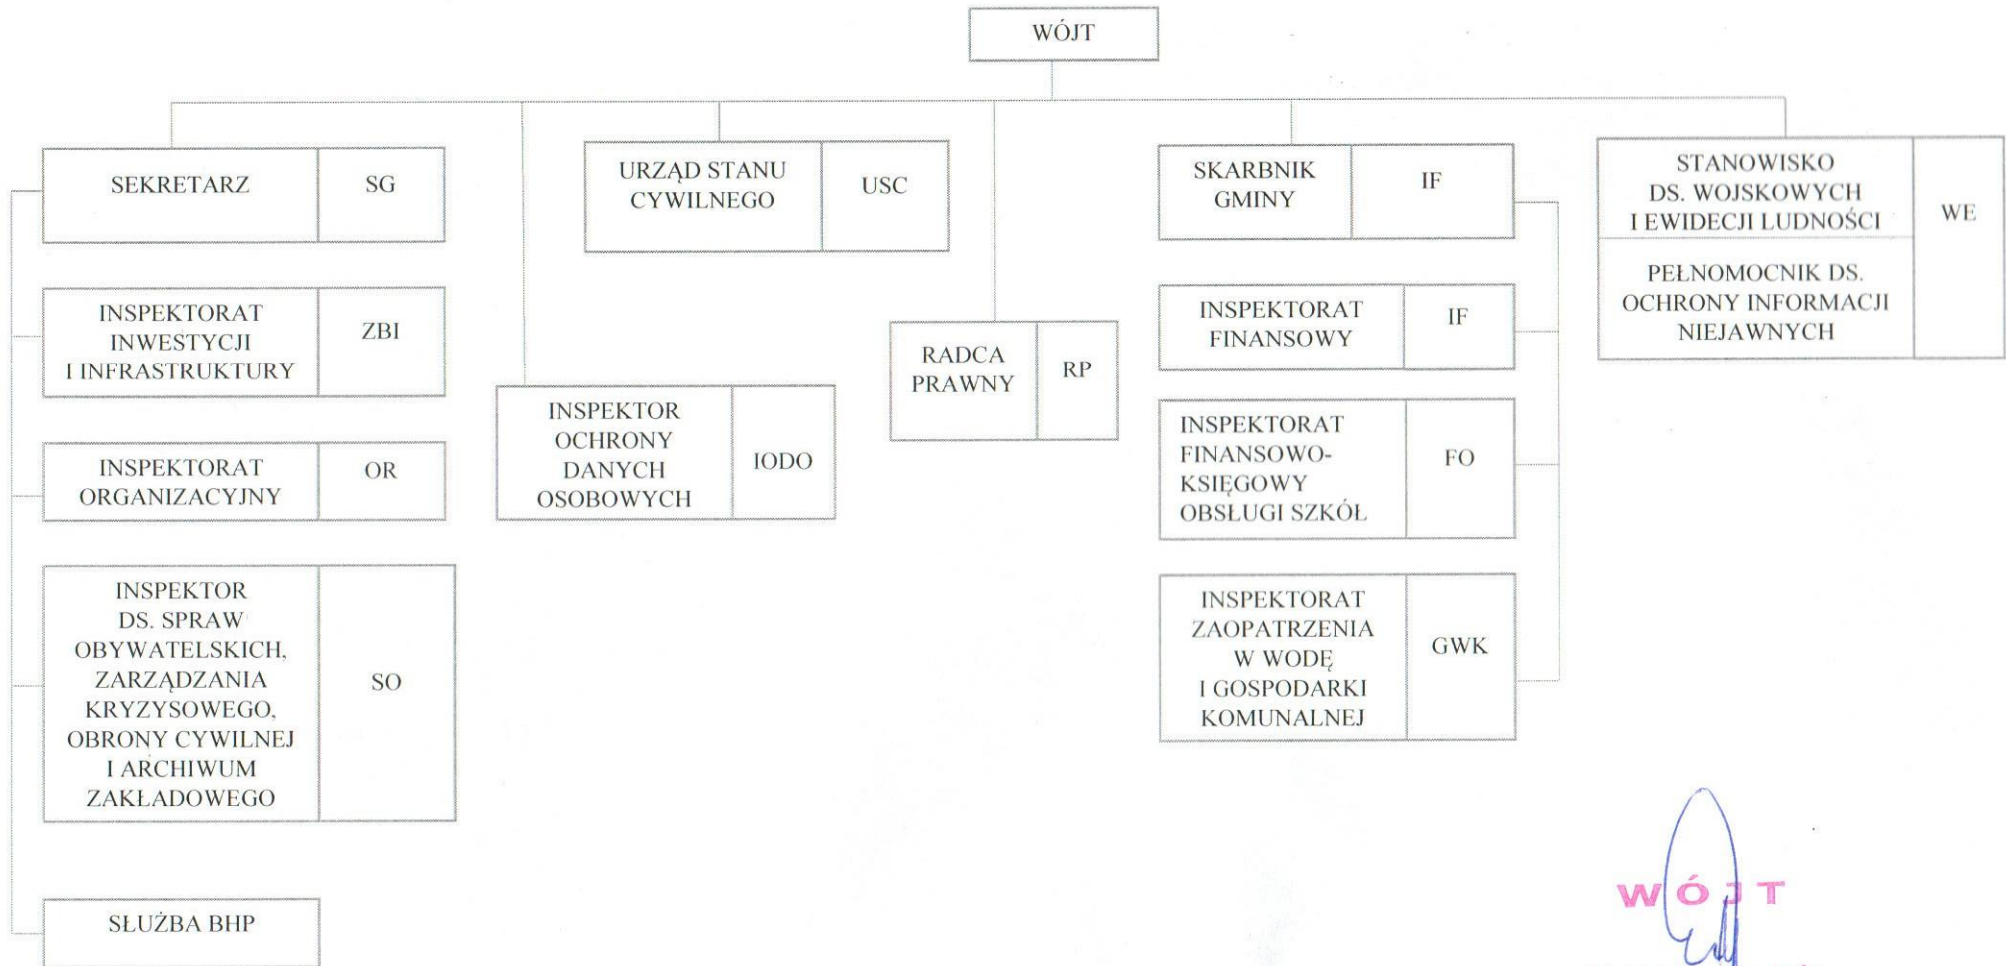 WÓJT
SEKRETARZ
SG
URZĄD STANU
CYWILNEGO
USC
SKARBNIK
GMINY
IF
STANOWISKO
DS. WOJSKOWYCH
I EWIDECJI LUDNOŚCI
WE
PEŁNOMOCNIK DS.
OCHRONY INFORMACJI
NIEJAWNYCH
INSPEKTORAT
INWESTYCJI
I INFRASTRUKTURY
ZBI
INSPEKTORAT
FINANSOWY
IF
RADCA
PRAWNY
RP
INSPEKTOR
OCHRONY
DANYCH
OSOBOWYCH
IODO
INSPEKTORAT
FINANSOWO-
KSIĘGOWY
OBSŁUGI SZKÓŁ
FO
INSPEKTORAT
ORGANIZACYJNY
OR
INSPEKTOR
DS. SPRAW
OBYWATELSKICH,
ZARZĄDZANIA
KRYZYSOWEGO,
OBRONY CYWILNEJ
I ARCHIWUM
ZAKŁADOWEGO
SO
INSPEKTORAT
ZAOPATRZENIA
W WODĘ
I GOSPODARKI
KOMUNALNEJ
GWK
SŁUŻBA BHP
WÓJT